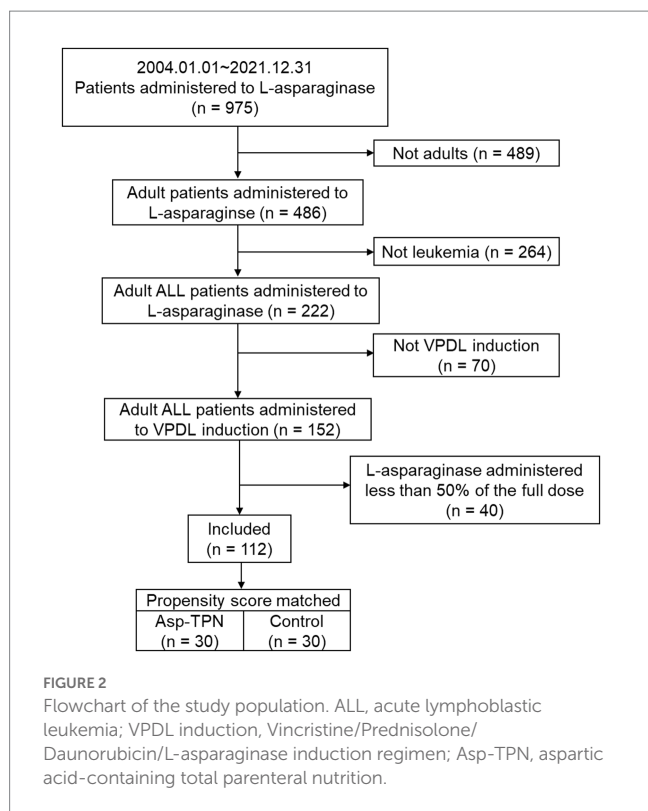 2004.01.01~2021.12.31
Patients administered to L-asparaginase
(n = 975)
Not adults (n = 489)
Adult patients administered to
L-asparaginse (n = 486)
Not leukemia (n = 264)
Adult ALL patients administered to
L-asparaginase (n = 222)
Not VPDL induction
(n = 70)
Adult ALL patients administered
to VPDL induction (n = 152)
L-asparaginase administered
less than 50% of the full dose
(n = 40)
Included
(n = 112)
Propensity score matched
Asp-TPN
(n = 30)
Control
(n = 30)
FIGURE 2
Flowchart of the study population. ALL, acute lymphoblastic
leukemia; VPDL induction, Vincristine/Prednisolone/
Daunorubicin/L-asparaginase induction regimen; Asp-TPN, aspartic
acid-containing total parenteral nutrition.